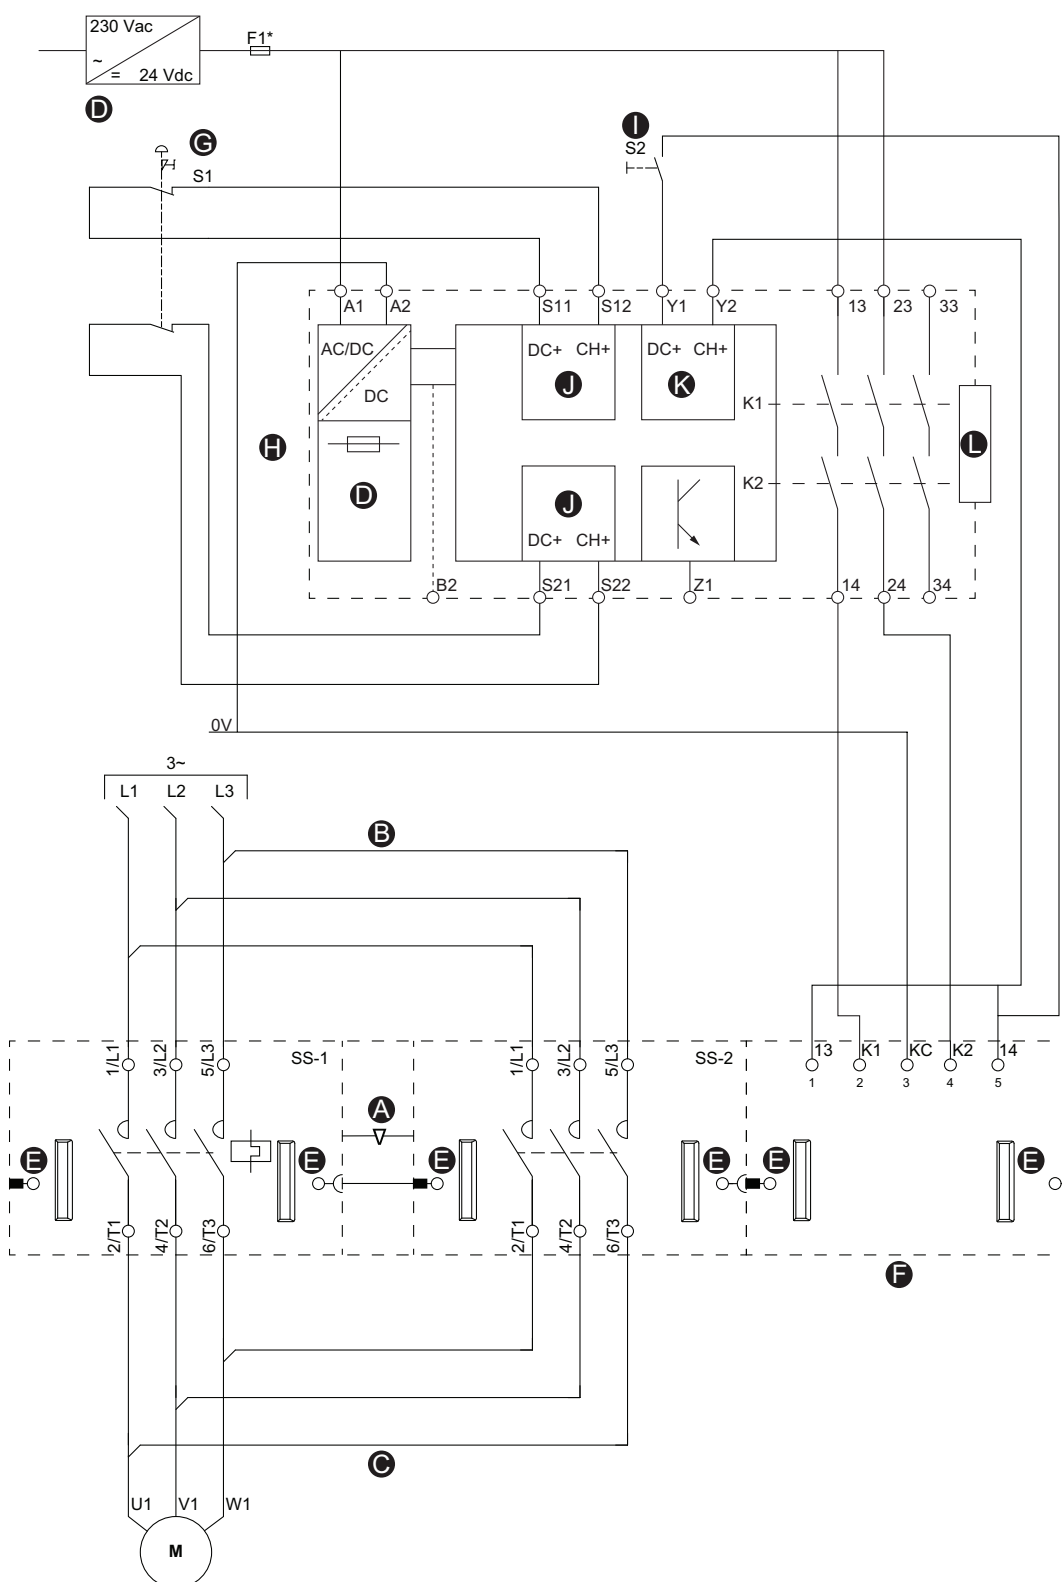 230 Vac
~
= 24 Vdc
F1*
D
I
S2
G
S1
A1 A2 S11 S12 Y1 Y2 13 23 33
AC/DC
DC
DC+ CH+
J
DC+ CH+
K
K1
L
H
D
J
DC+ CH+
K2
B2 S21 S22 Z1 14 24 34
0V
3~
L1 L2 L3
B
1/L1 3/L2 5/L3 SS-1
1/L1 3/L2 5/L3 SS-2
13 K1 KC K2 14
1 2 3 4 5
A
E E E E E E
2/T1 4/T2 6/T3
2/T1 4/T2 6/T3
F
C
U1 V1 W1
M